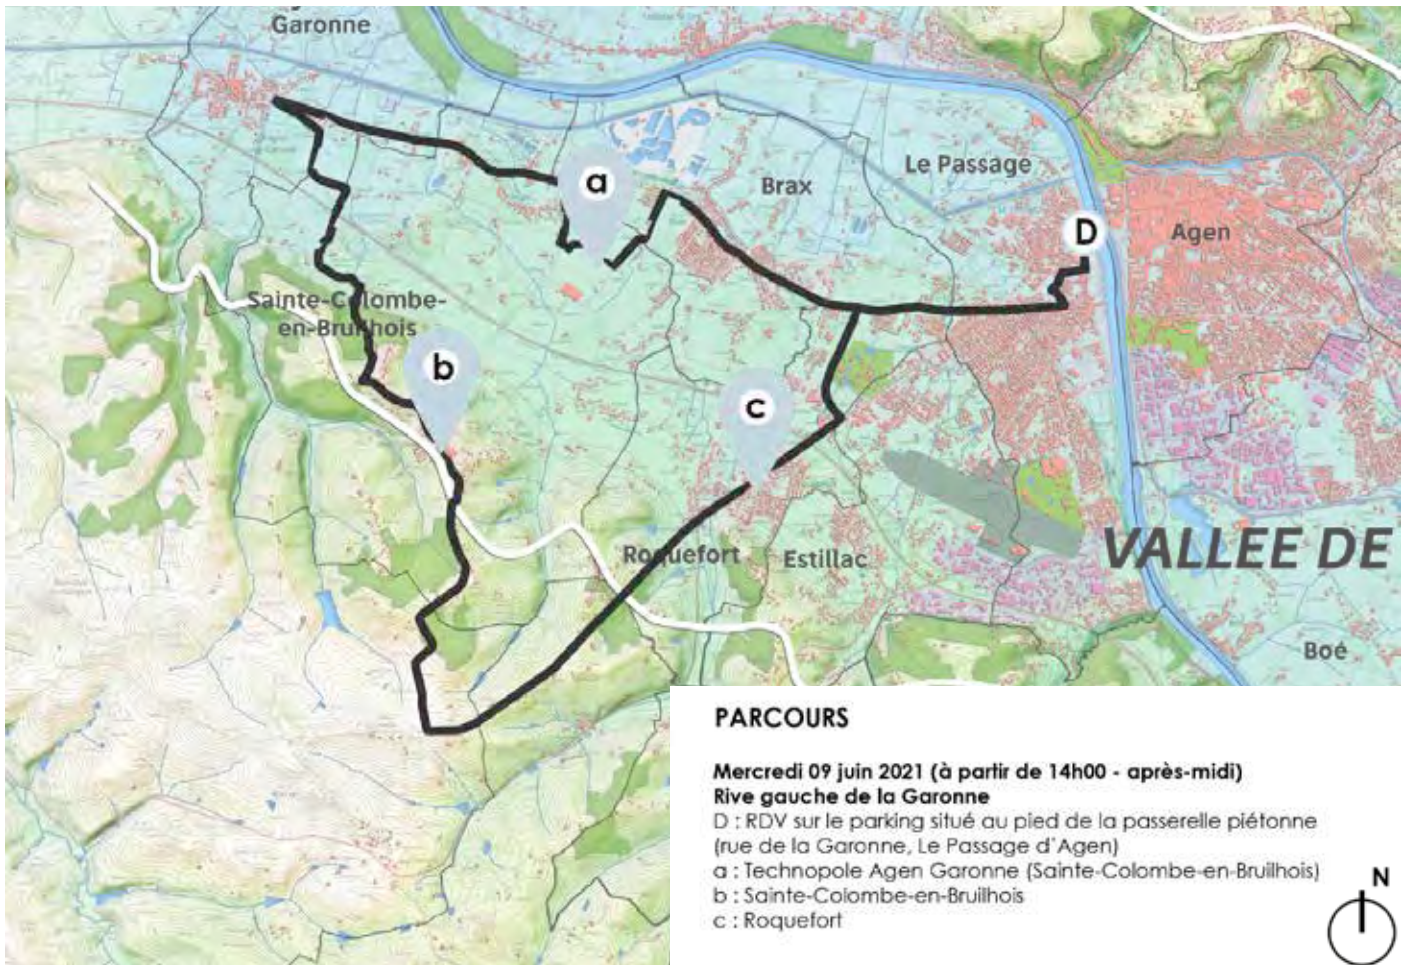 Garonne
Le Passage
Brax
a
D
Agen
Sainte-Colombe-
en-Bruilhois
b
c
Roquefort
Estillac
VALLEE DE
Boé
PARCOURS
Mercredi 09 juin 2021 (à partir de 14h00 - après-midi)
Rive gauche de la Garonne
D : RDV sur le parking situé au pied de la passerelle piétonne
(rue de la Garonne, Le Passage d'Agen)
a : Technopole Agen Garonne (Sainte-Colombe-en-Bruilhois)
b : Sainte-Colombe-en-Bruilhois
c : Roquefort
N